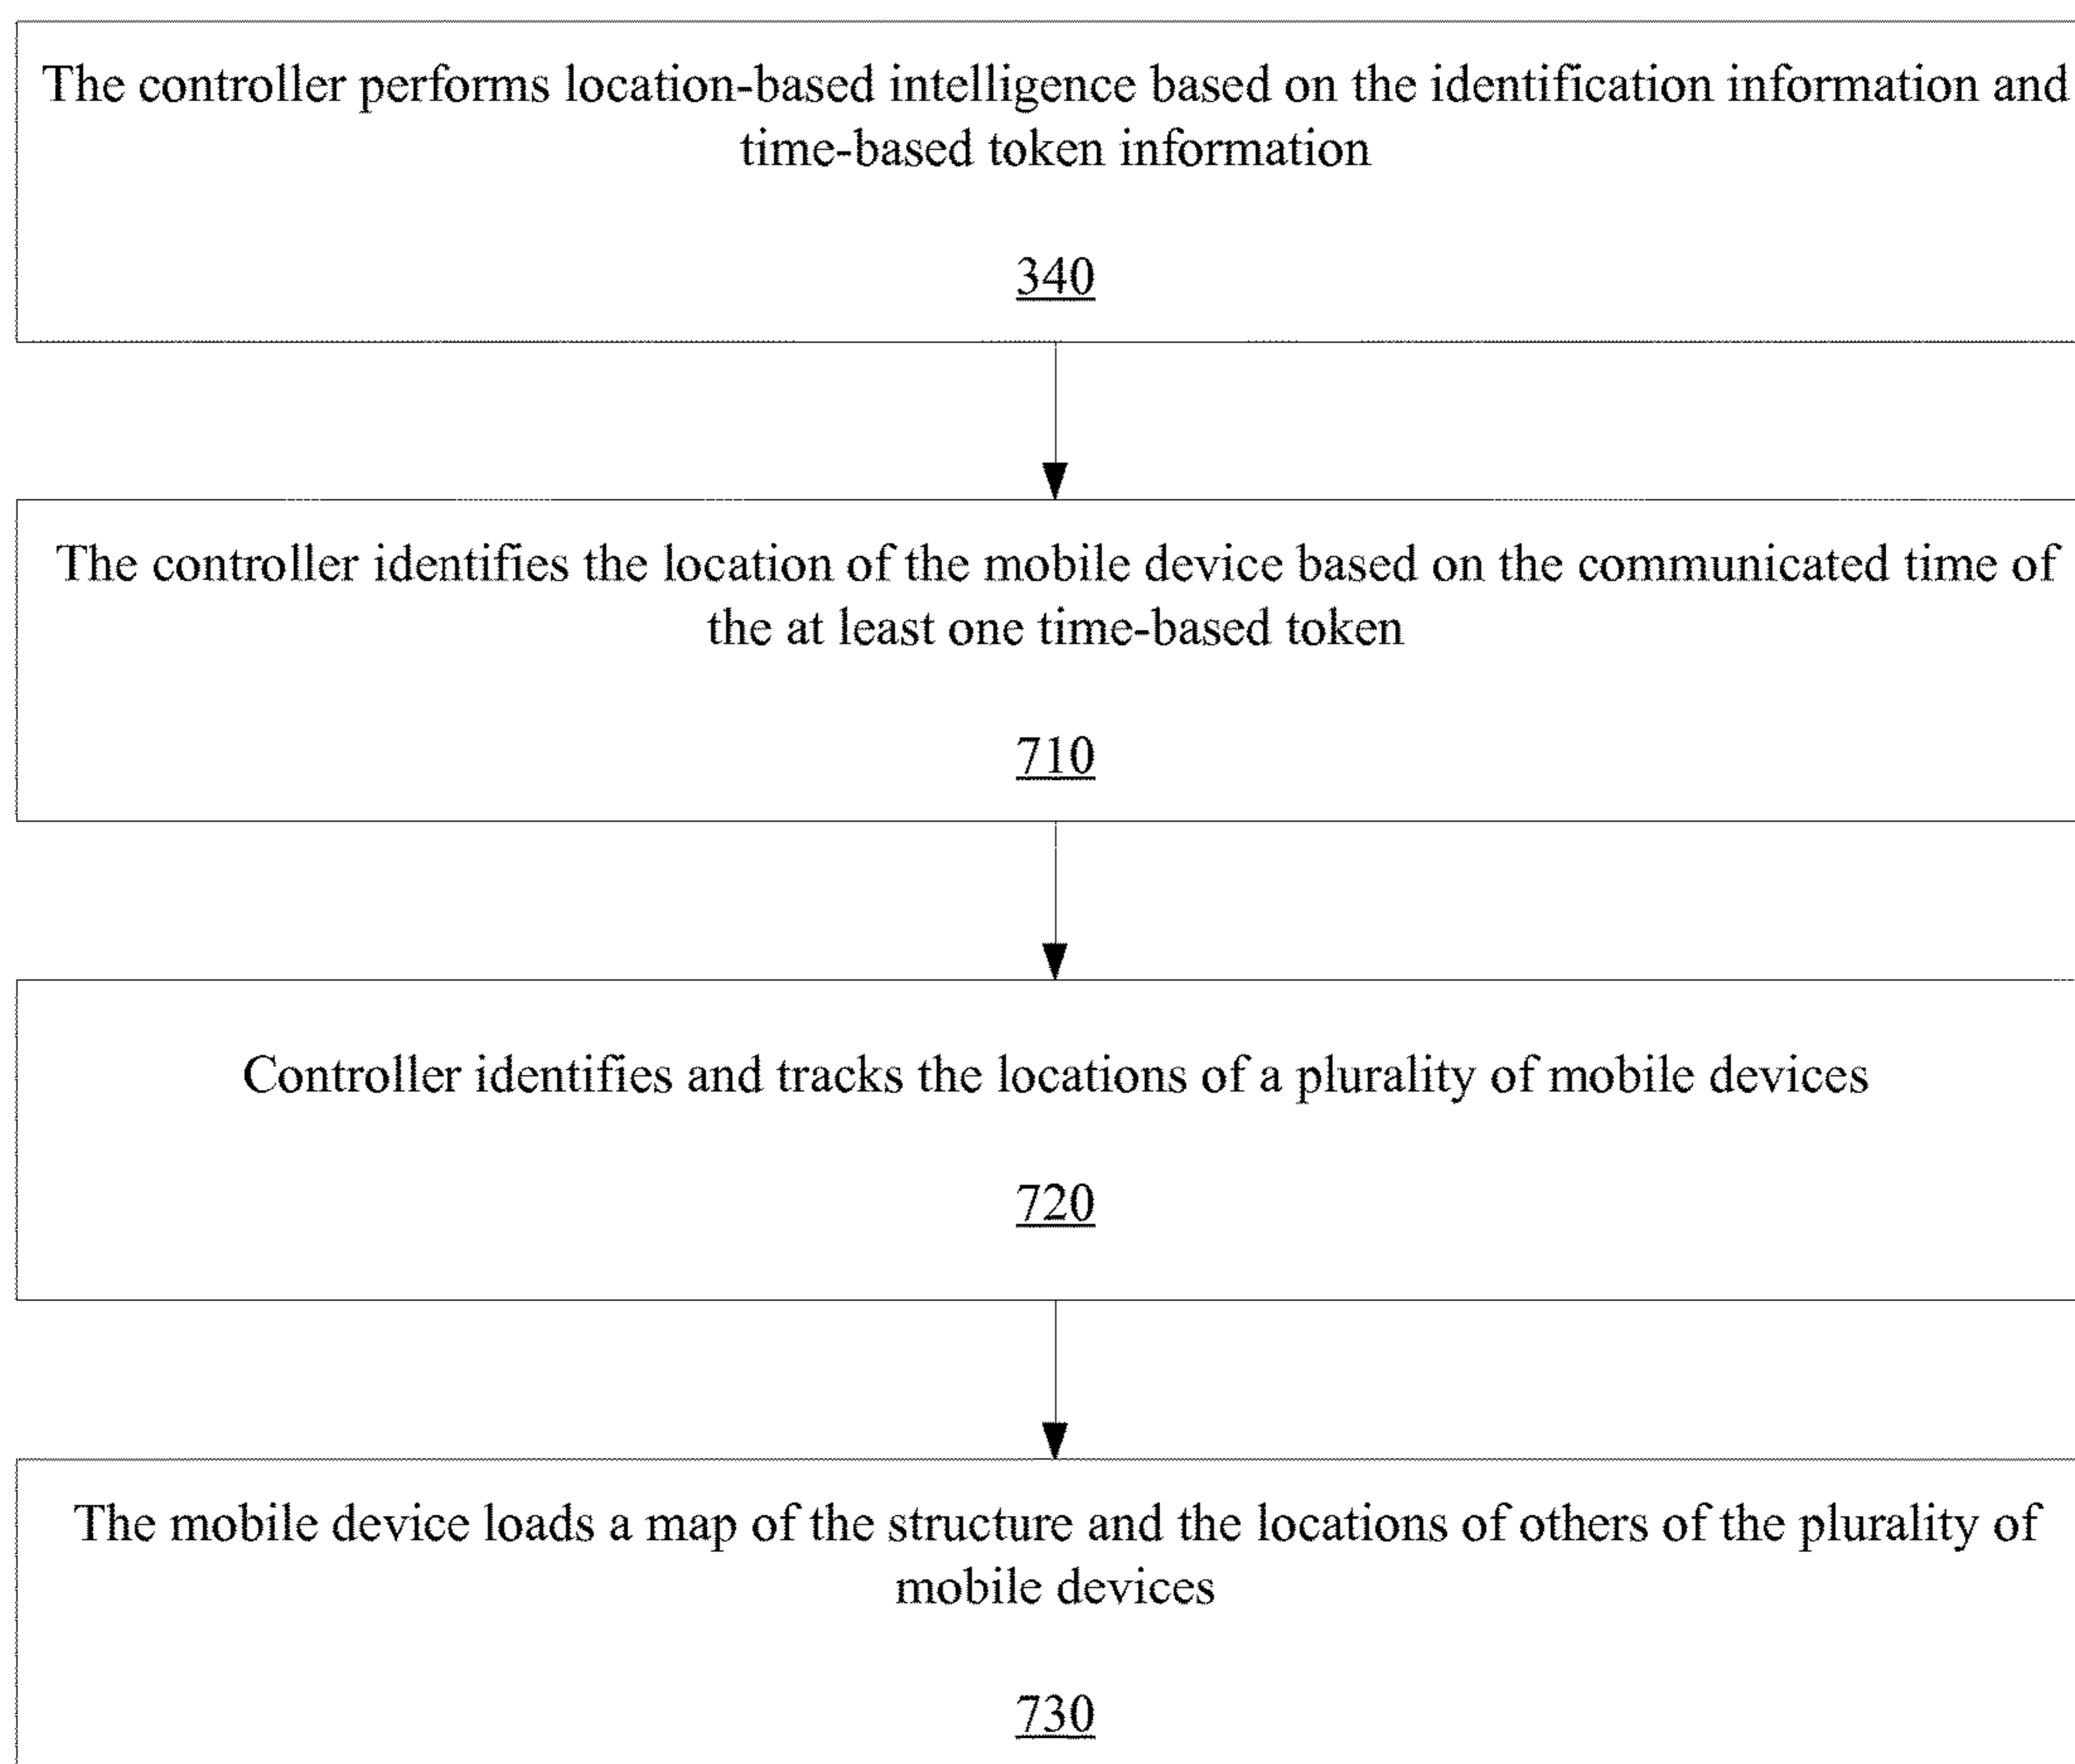 The controller performs location-based intelligence based on the identification information and
time-based token information
340
The controller identifies the location of the mobile device based on the communicated time of
the at least one time-based token
710
Controller identifies and tracks the locations of a plurality of mobile devices
720
The mobile device loads a map of the structure and the locations of others of the plurality of
mobile devices
730